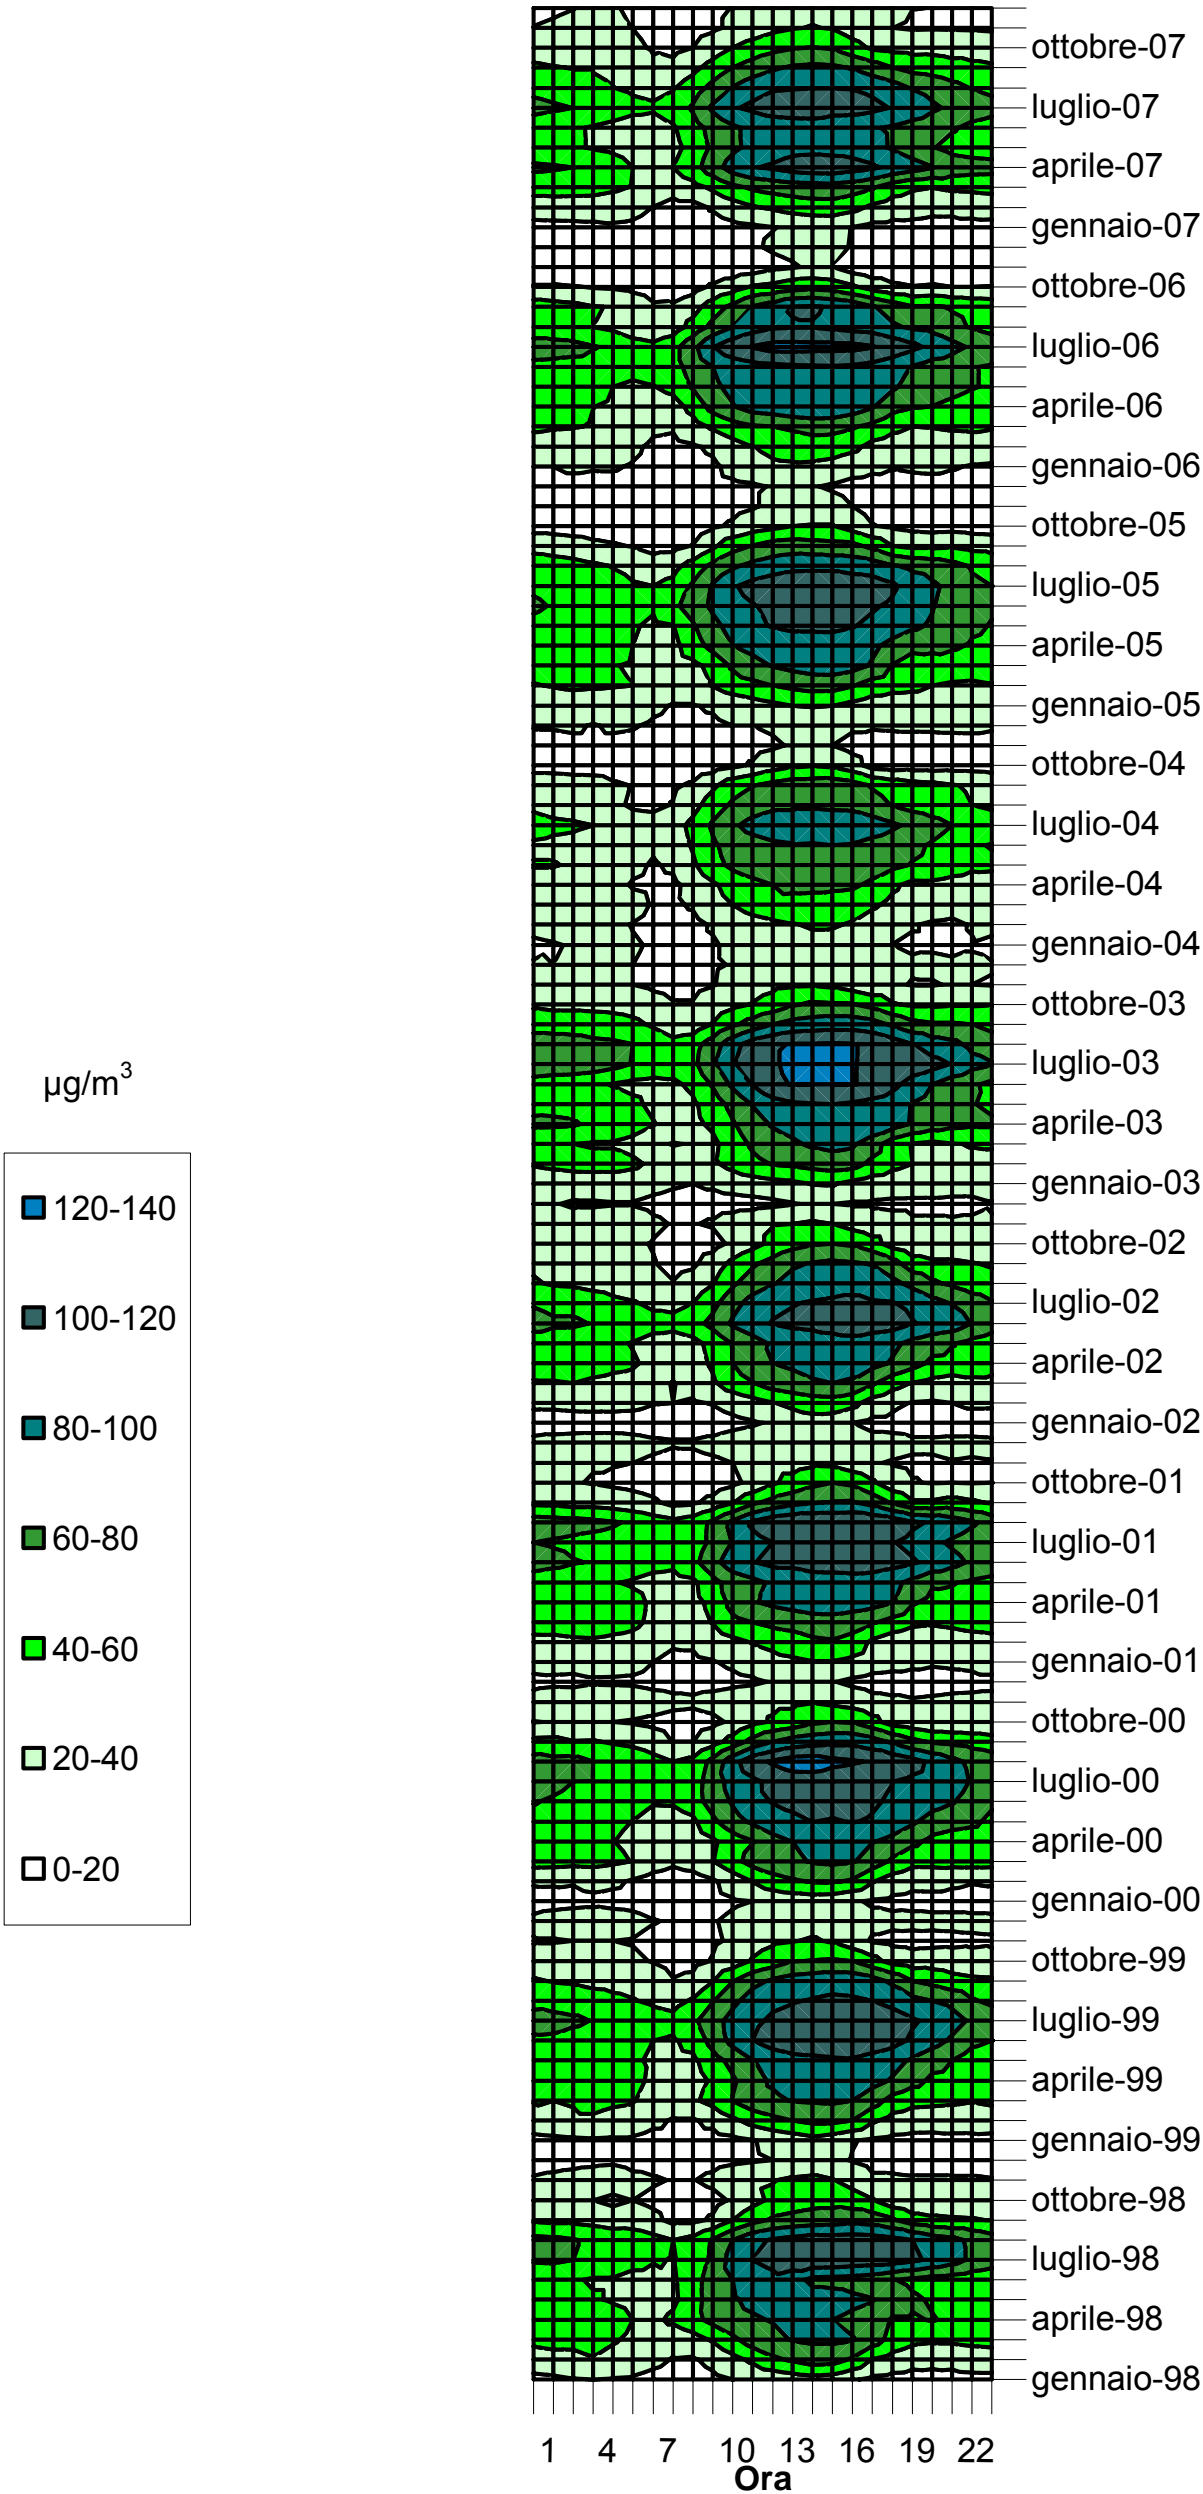 µg/m³
120-140
100-120
80-100
60-80
40-60
20-40
0-20
ottobre-07
luglio-07
aprile-07
gennaio-07
ottobre-06
luglio-06
aprile-06
gennaio-06
ottobre-05
luglio-05
aprile-05
gennaio-05
ottobre-04
luglio-04
aprile-04
gennaio-04
ottobre-03
luglio-03
aprile-03
gennaio-03
ottobre-02
luglio-02
aprile-02
gennaio-02
ottobre-01
luglio-01
aprile-01
gennaio-01
ottobre-00
luglio-00
aprile-00
gennaio-00
ottobre-99
luglio-99
aprile-99
gennaio-99
ottobre-98
luglio-98
aprile-98
gennaio-98
1 4 7 10 13 16 19 22
Ora